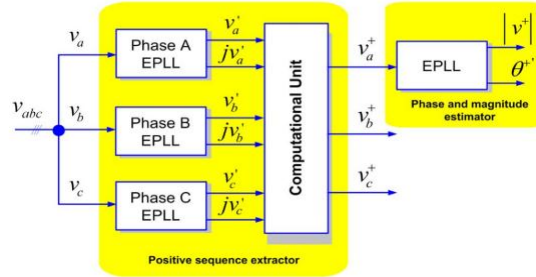 v_abc
v_a
v_b
v_c
Phase A
EPLL
Phase B
EPLL
Phase C
EPLL
v_a'
jv_a'
v_b'
jv_b'
v_c'
jv_c'
Computational Unit
v_a^+
v_b^+
v_c^+
EPLL
|v^+|
θ^+'
Phase and magnitude
estimator
Positive sequence extractor